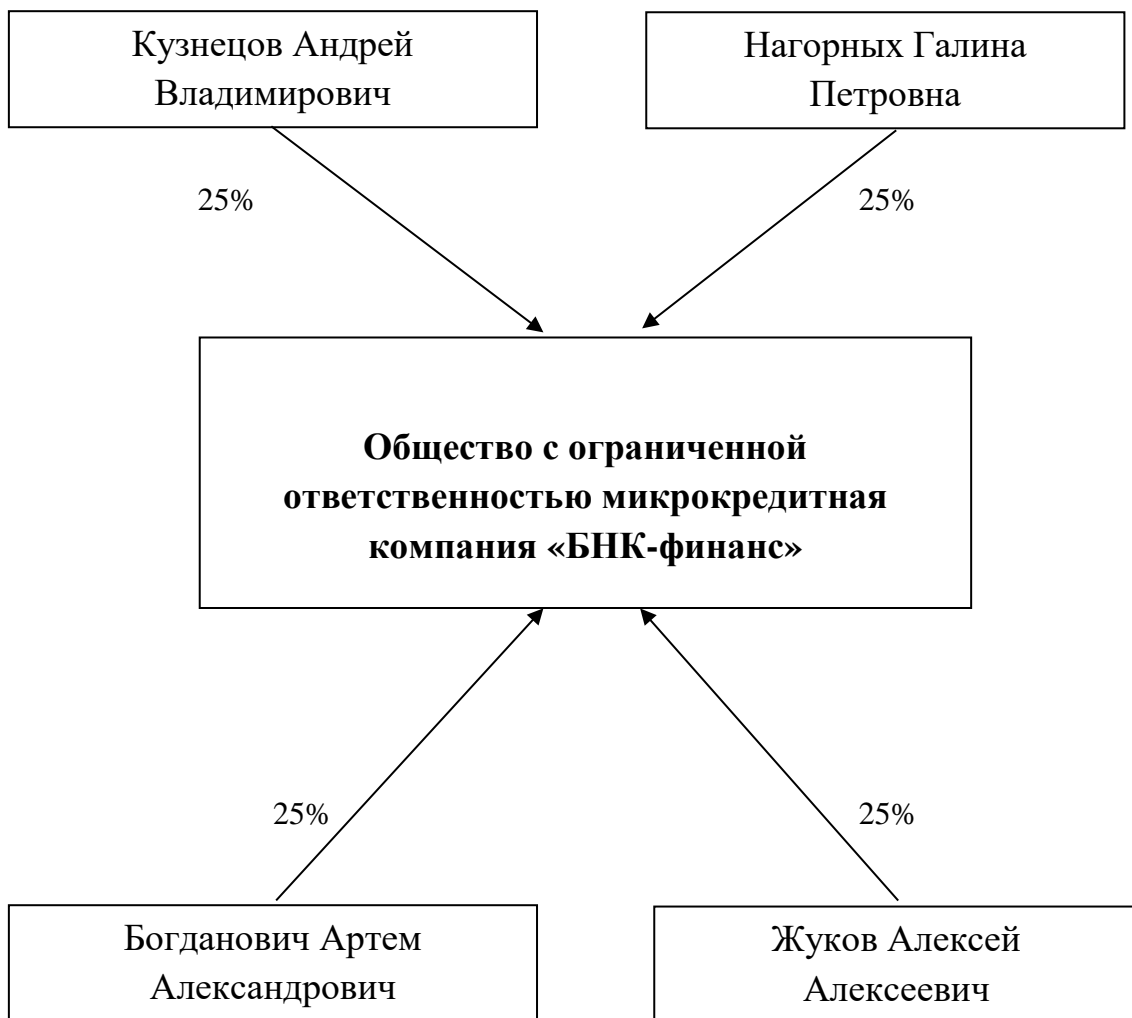 Кузнецов Андрей
Владимирович
Нагорных Галина
Петровна
25%
25%
Общество с ограниченной
ответственностью микрокредитная
компания «БНК-финанс»
25%
25%
Богданович Артем
Александрович
Жуков Алексей
Алексеевич